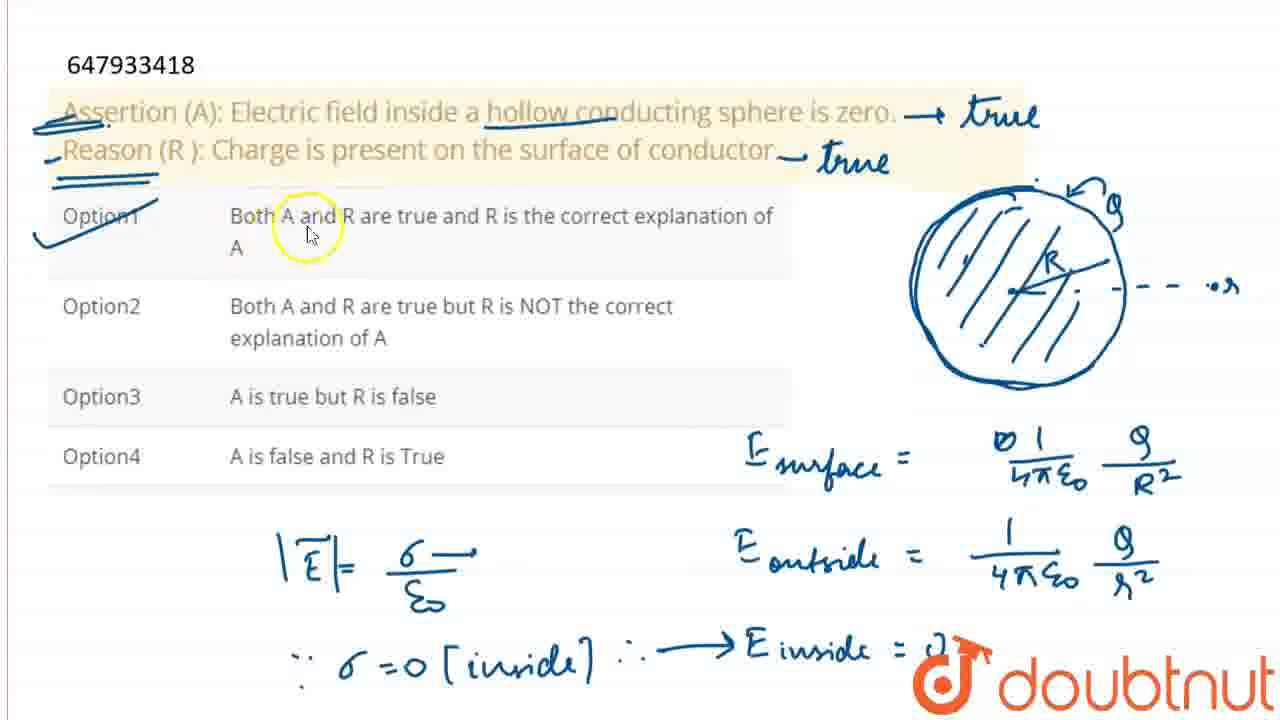 647933418
Assertion (A): Electric field inside a hollow conducting sphere is zero. → true
Reason (R ): Charge is present on the surface of conductor – true
Option1 Both A and R are true and R is the correct explanation of
A
Option2 Both A and R are true but R is NOT the correct
explanation of A
Option3 A is true but R is false
Option4 A is false and R is True
Q
R
r
E surface = 1/4πε0 Q/R²
|E| = σ/ε0
E outside = 1/4πε0 Q/r²
∵ σ = 0 [inside] ∴ → E inside = 0
doubtnut